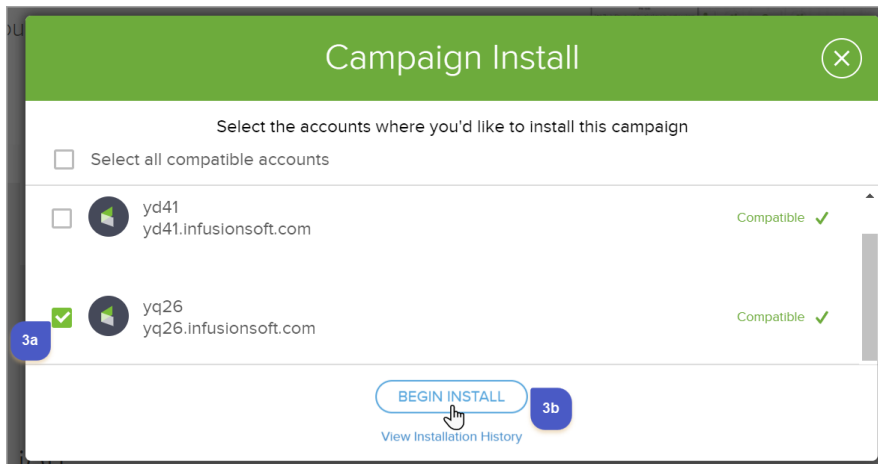 Campaign Install
Select the accounts where you'd like to install this campaign
Select all compatible accounts
yd41
yd41.infusionsoft.com
Compatible
yq26
yq26.infusionsoft.com
Compatible
3a
BEGIN INSTALL
3b
View Installation History